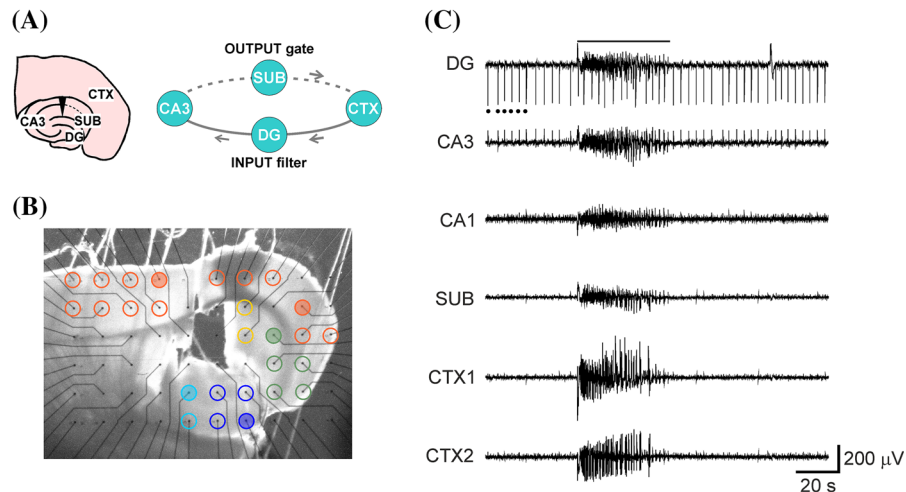 (A)
CTX
CA3
SUB
DG
OUTPUT gate
SUB
CA3
CTX
DG
INPUT filter
(B)
(C)
DG
CA3
CA1
SUB
CTX1
CTX2
200 µV
20 s